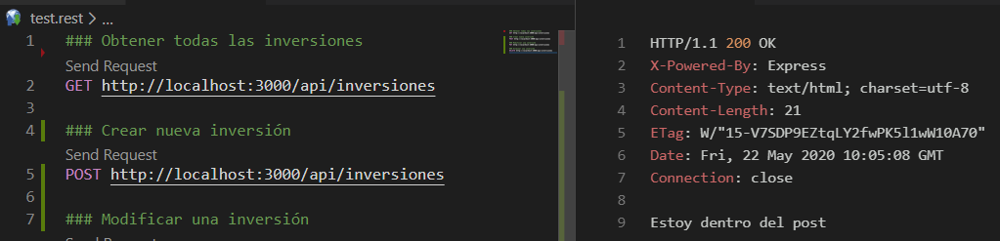 test.rest > ...
1 ### Obtener todas las inversiones
Send Request
2 GET http://localhost:3000/api/inversiones
3
4 ### Crear nueva inversión
Send Request
5 POST http://localhost:3000/api/inversiones
6
7 ### Modificar una inversión
Send Request
1 HTTP/1.1 200 OK
2 X-Powered-By: Express
3 Content-Type: text/html; charset=utf-8
4 Content-Length: 21
5 ETag: W/"15-V7SDP9EZtqLY2fwPK5l1wW10A70"
6 Date: Fri, 22 May 2020 10:05:08 GMT
7 Connection: close
8
9 Estoy dentro del post